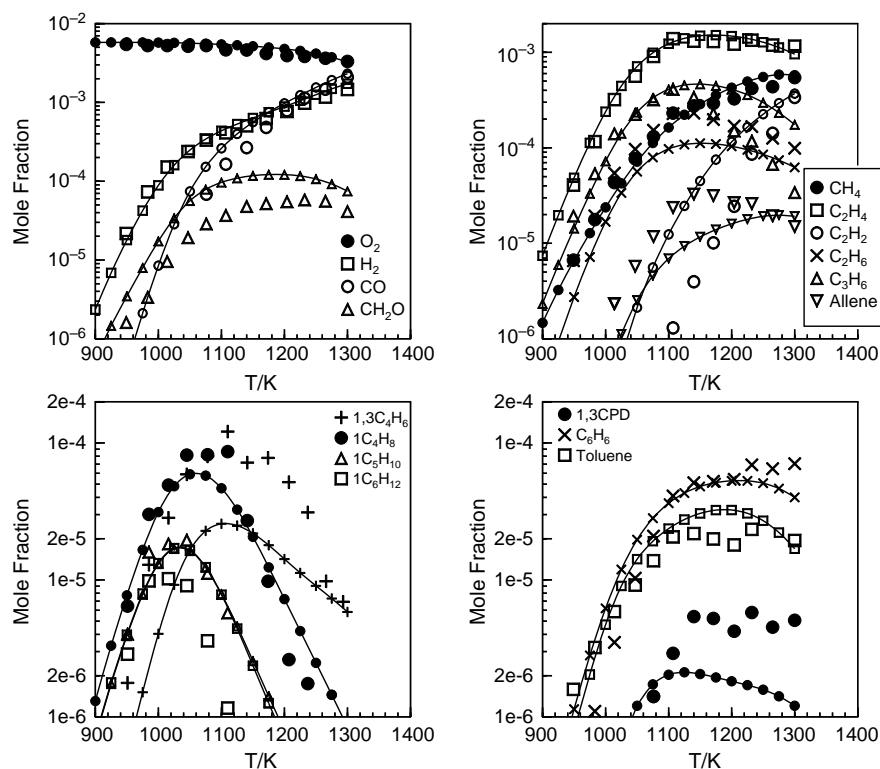 10⁻²
10⁻³
10⁻⁴
10⁻⁵
10⁻⁶
Mole Fraction
O₂
H₂
CO
CH₂O
900 1000 1100 1200 1300 1400
T/K
10⁻³
10⁻⁴
10⁻⁵
10⁻⁶
Mole Fraction
CH₄
C₂H₄
C₂H₂
C₂H₆
C₃H₆
Allene
900 1000 1100 1200 1300 1400
T/K
2e-4
1e-4
2e-5
1e-5
2e-6
1e-6
Mole Fraction
1,3C₄H₆
1C₄H₈
1C₅H₁₀
1C₆H₁₂
900 1000 1100 1200 1300 1400
T/K
2e-4
1e-4
2e-5
1e-5
2e-6
1e-6
Mole Fraction
1,3CPD
C₆H₆
Toluene
900 1000 1100 1200 1300 1400
T/K